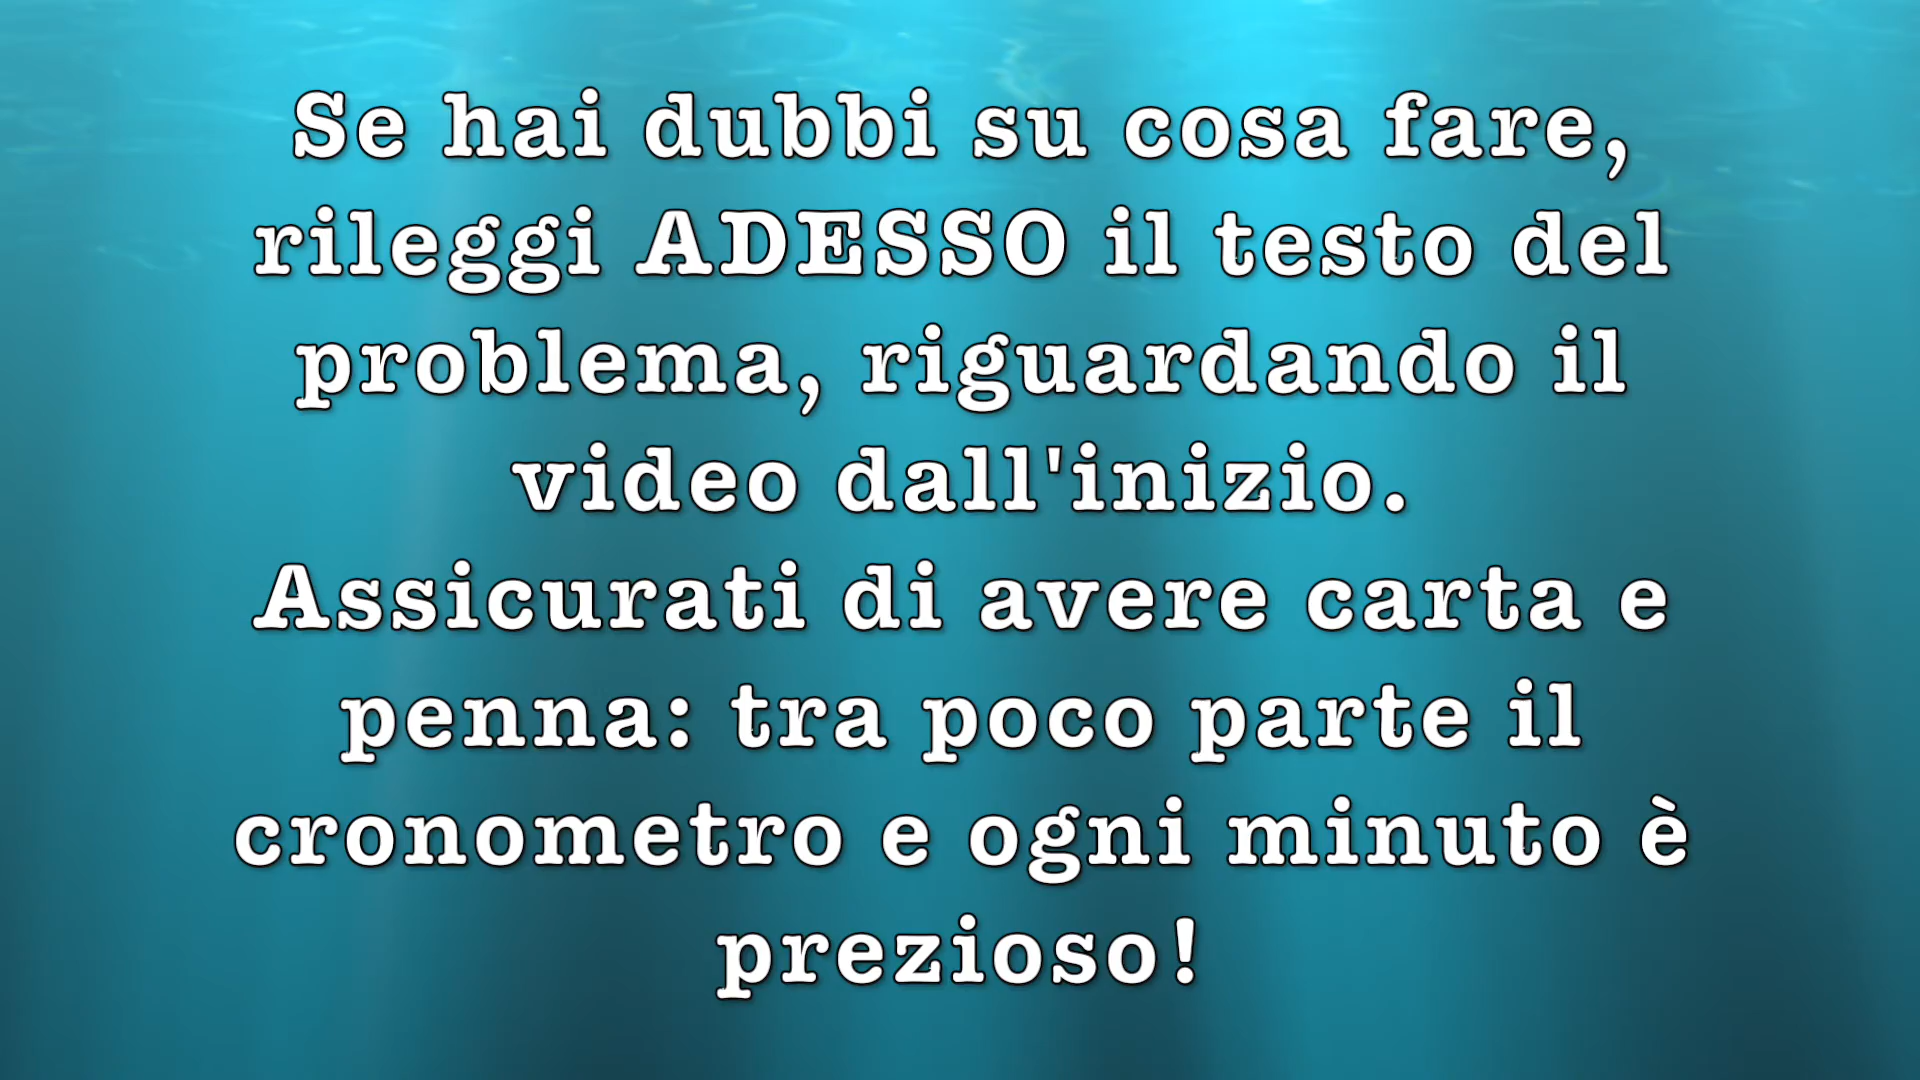 Se hai dubbi su cosa fare,
rileggi ADESSO il testo del
problema, riguardando il
video dall'inizio.
Assicurati di avere carta e
penna: tra poco parte il
cronometro e ogni minuto è
prezioso!